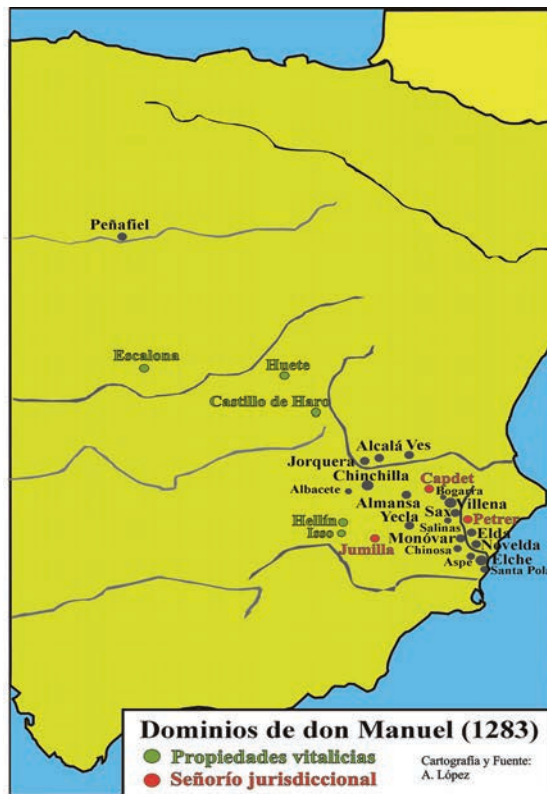 Peñafiel
Escalona
Huete
Castillo de Haro
Alcalá Ves
Jorquera
Chinchilla
Capdet
Albacete
Bogarra
Almansa
Villena
Sax
Yecla
Salinas
Petrer
Hellín
Elda
Isso
Monóvar
Novelda
Jumilla
Chinosa
Aspe
Elche
Santa Pola
Dominios de don Manuel (1283)
Propiedades vitalicias
Señorío jurisdiccional
Cartografía y Fuente:
A. López